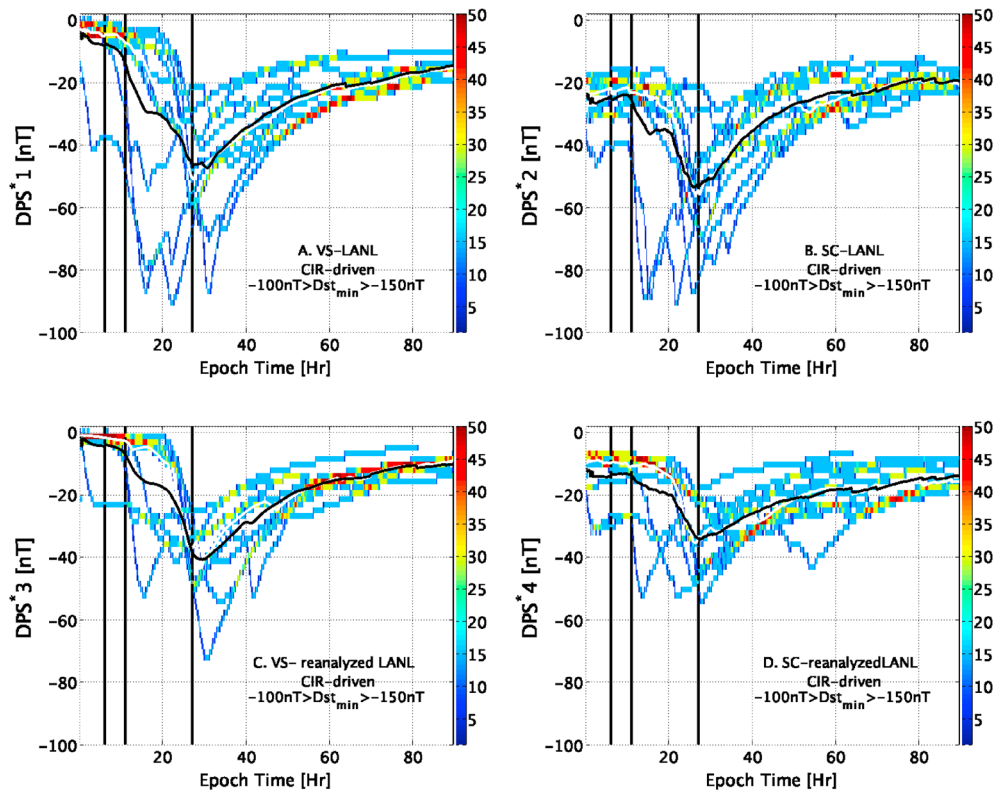 0
−20
−40
−60
−80
−100
DPS*1 [nT]
20 40 60 80
Epoch Time [Hr]
A. VS-LANL
CIR-driven
−100nT>Dst_min>−150nT
50
45
40
35
30
25
20
15
10
5
0
−20
−40
−60
−80
−100
DPS*2 [nT]
20 40 60 80
Epoch Time [Hr]
B. SC-LANL
CIR-driven
−100nT>Dst_min>−150nT
50
45
40
35
30
25
20
15
10
5
0
−20
−40
−60
−80
−100
DPS*3 [nT]
20 40 60 80
Epoch Time [Hr]
C. VS- reanalyzed LANL
CIR-driven
−100nT>Dst_min>−150nT
50
45
40
35
30
25
20
15
10
5
0
−20
−40
−60
−80
−100
DPS*4 [nT]
20 40 60 80
Epoch Time [Hr]
D. SC-reanalyzedLANL
CIR-driven
−100nT>Dst_min>−150nT
50
45
40
35
30
25
20
15
10
5